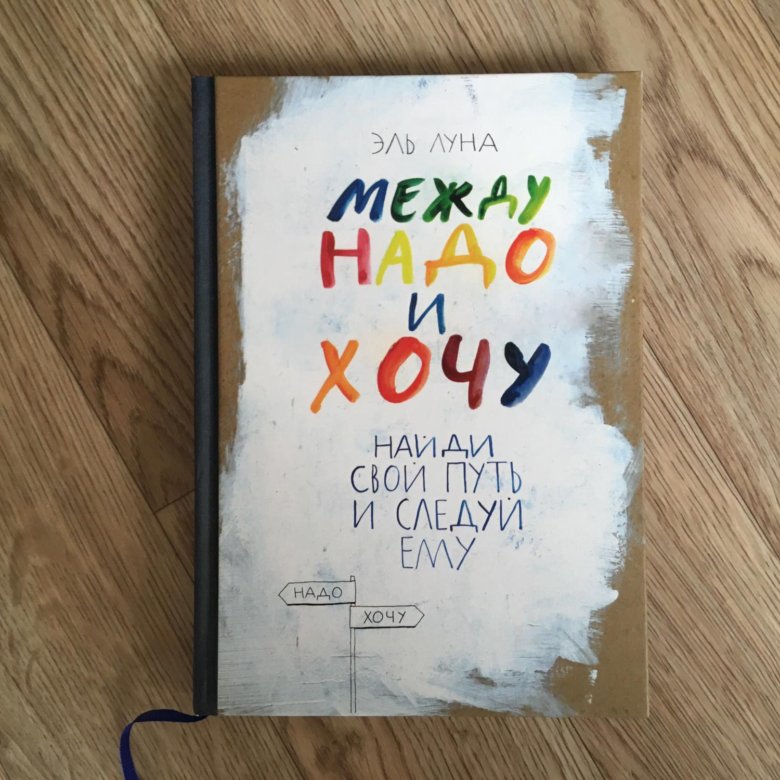 ЭЛЬ ЛУНА
МЕЖДУ
НАДО
И
ХОЧУ
НАЙДИ
СВОЙ ПУТЬ
И СЛЕДУЙ
ЕМУ
НАДО
ХОЧУ